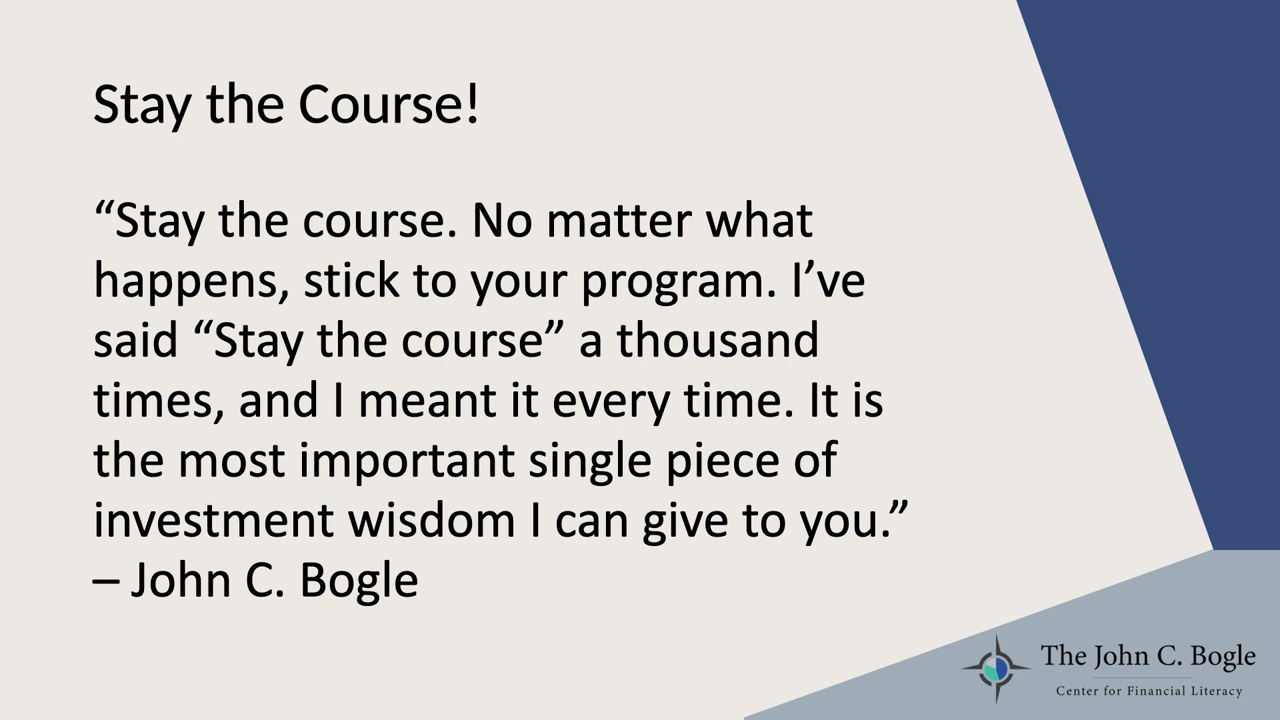 Stay the Course!
“Stay the course. No matter what
happens, stick to your program. I’ve
said “Stay the course” a thousand
times, and I meant it every time. It is
the most important single piece of
investment wisdom I can give to you.”
– John C. Bogle
The John C. Bogle
Center for Financial Literacy